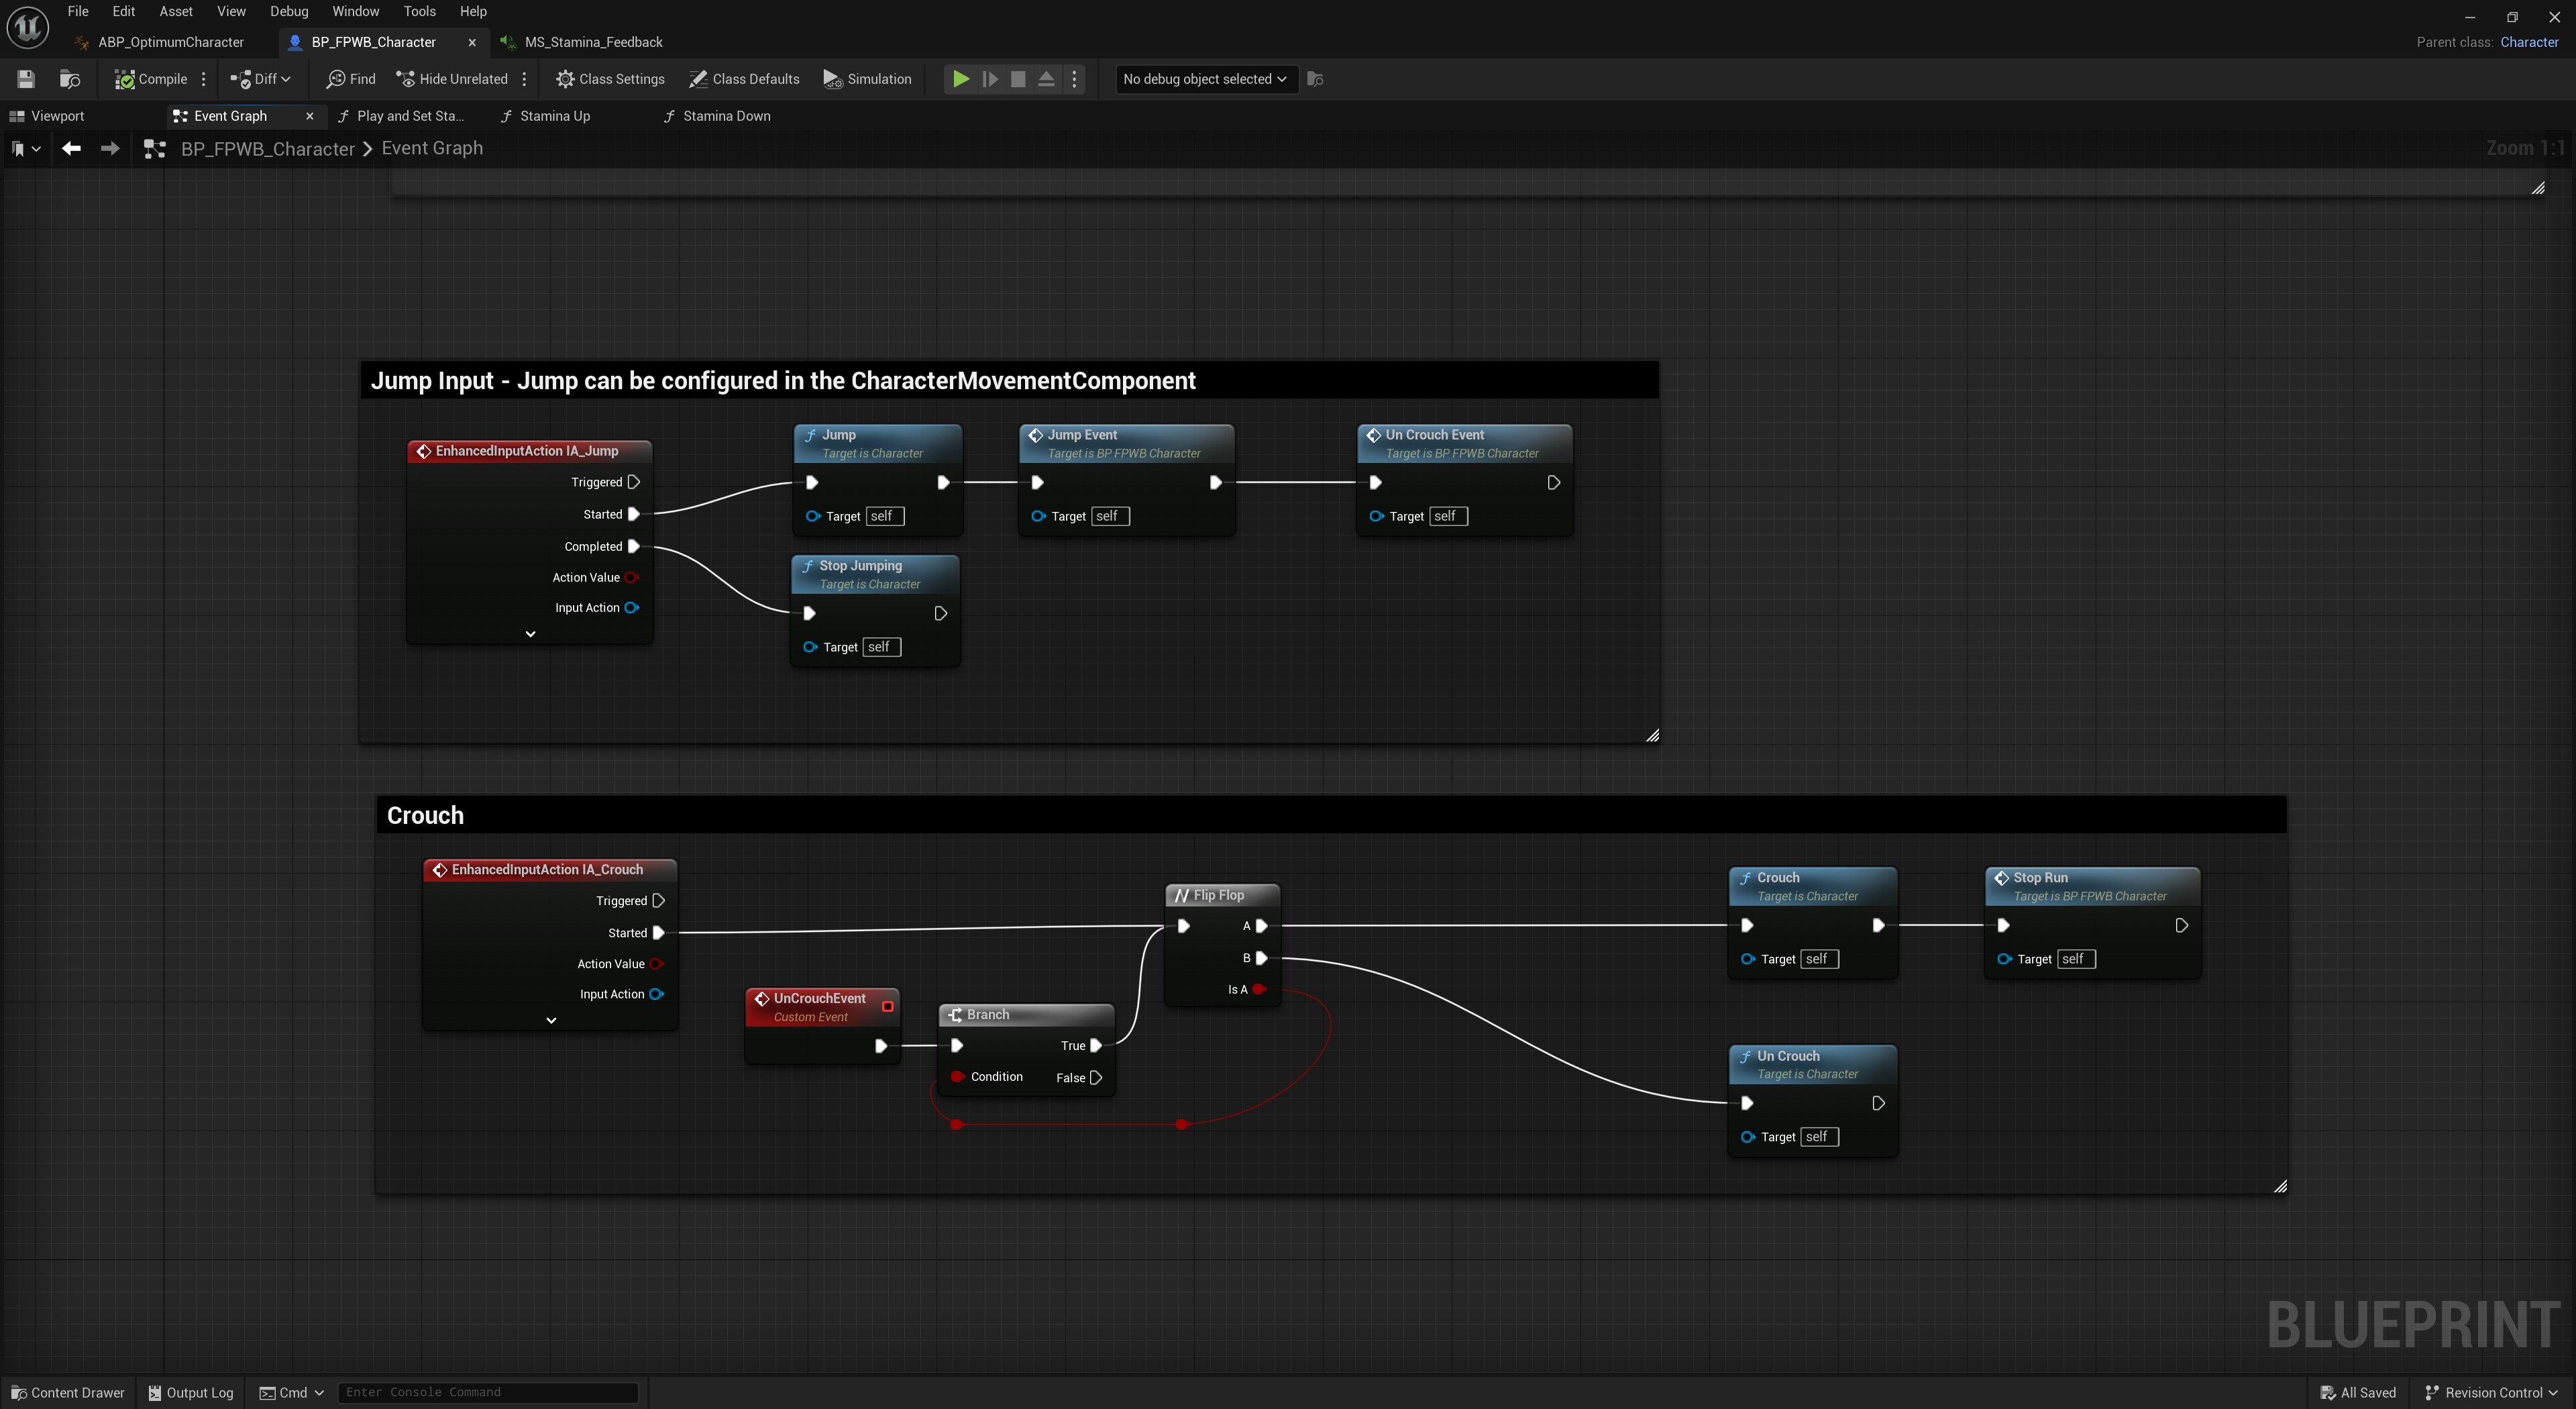 File Edit Asset View Debug Window Tools Help
ABP_OptimumCharacter BP_FPWB_Character MS_Stamina_Feedback
Parent class: Character
Compile Diff Find Hide Unrelated Class Settings Class Defaults Simulation No debug object selected
Viewport Event Graph Play and Set Sta... Stamina Up Stamina Down
BP_FPWB_Character > Event Graph
Zoom 1:1
Jump Input - Jump can be configured in the CharacterMovementComponent
EnhancedInputAction IA_Jump
Triggered
Started
Completed
Action Value
Input Action
Jump
Target is Character
Target self
Jump Event
Target is BP FPWB Character
Target self
Un Crouch Event
Target is BP FPWB Character
Target self
Stop Jumping
Target is Character
Target self
Crouch
EnhancedInputAction IA_Crouch
Triggered
Started
Action Value
Input Action
UnCrouchEvent
Custom Event
Branch
True
Condition False
Flip Flop
A
B
Is A
Crouch
Target is Character
Target self
Stop Run
Target is BP FPWB Character
Target self
Un Crouch
Target is Character
Target self
BLUEPRINT
Content Drawer Output Log Cmd Enter Console Command All Saved Revision Control